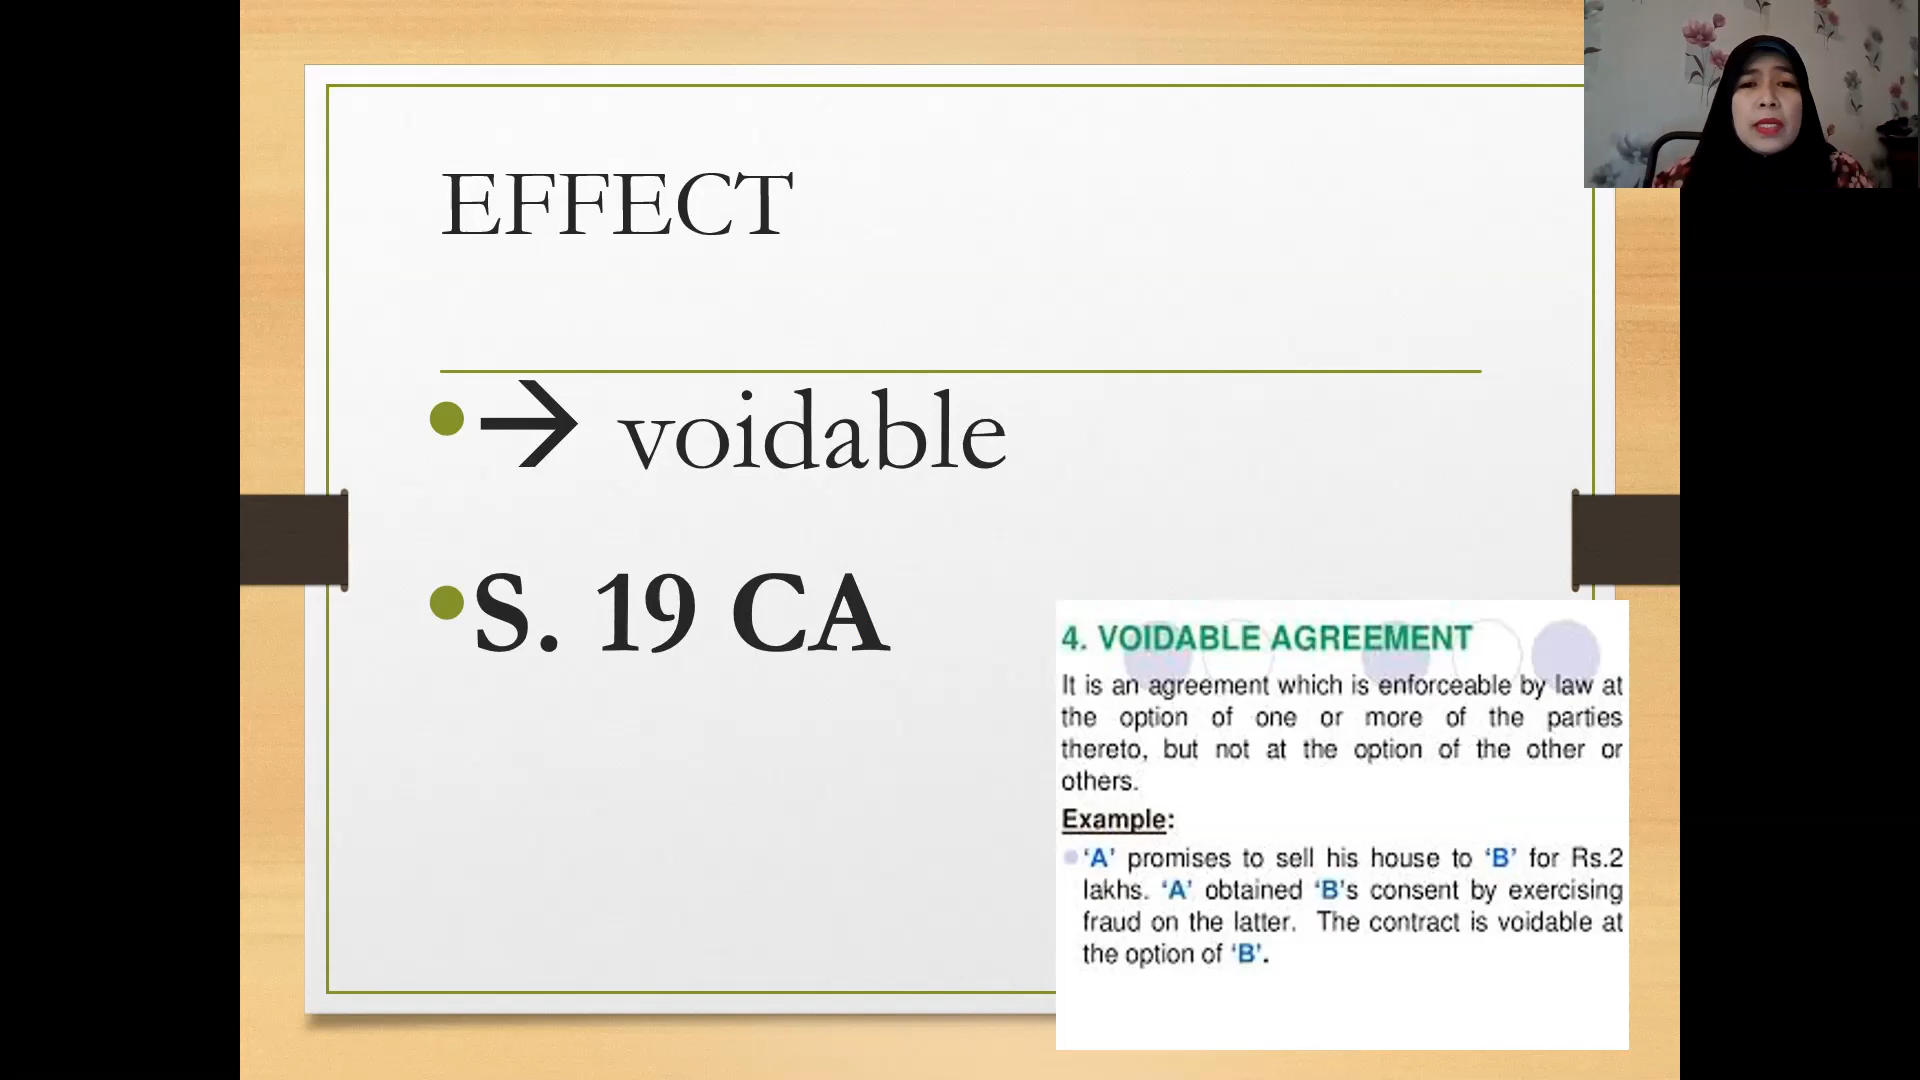 EFFECT
→ voidable
S. 19 CA
4. VOIDABLE AGREEMENT
It is an agreement which is enforceable by law at
the option of one or more of the parties
thereto, but not at the option of the other or
others.
Example:
‘A’ promises to sell his house to ‘B’ for Rs.2
lakhs. ‘A’ obtained ‘B’s consent by exercising
fraud on the latter. The contract is voidable at
the option of ‘B’.